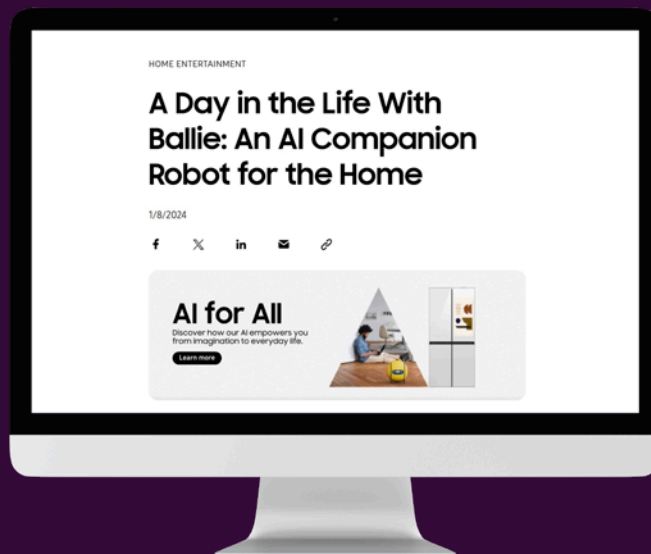 HOME ENTERTAINMENT
A Day in the Life With
Ballie: An AI Companion
Robot for the Home
1/8/2024
f X in
AI for All
Discover how our AI empowers you
from imagination to everyday life.
Learn more